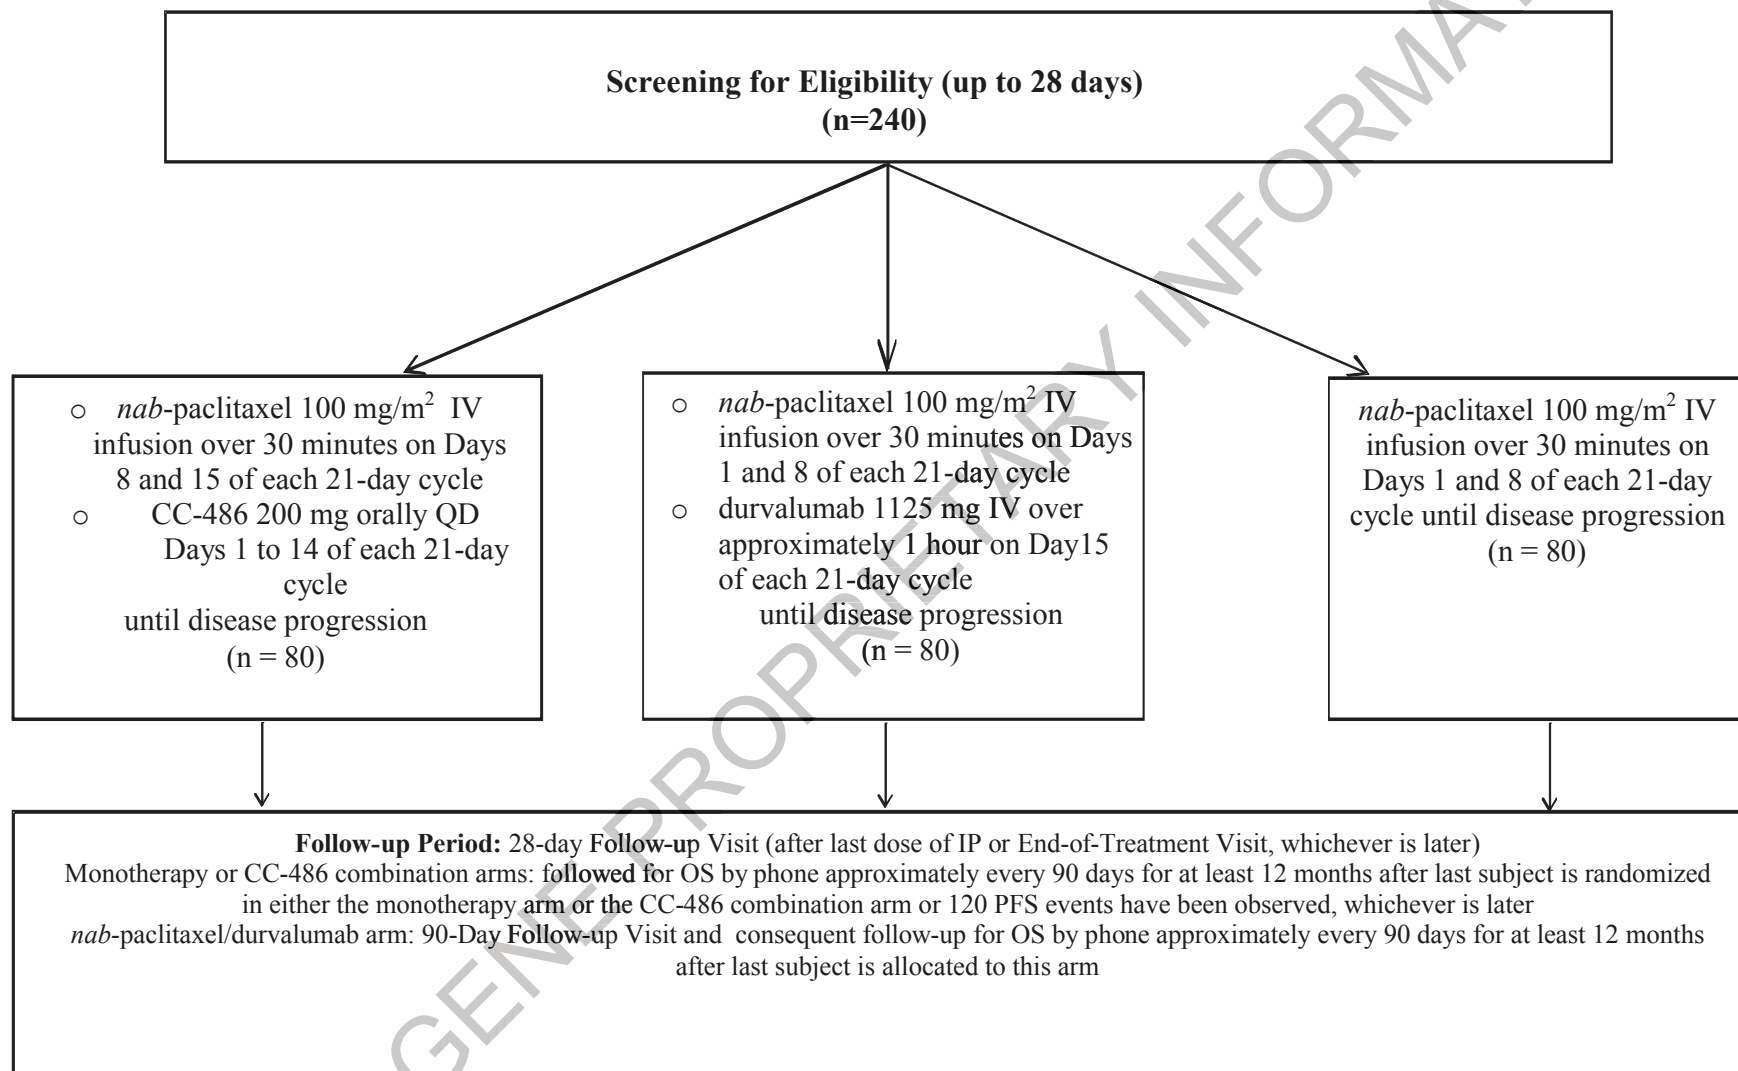 Screening for Eligibility (up to 28 days)
(n=240)
○ nab-paclitaxel 100 mg/m² IV
infusion over 30 minutes on Days
8 and 15 of each 21-day cycle
○ CC-486 200 mg orally QD
Days 1 to 14 of each 21-day
cycle
until disease progression
(n = 80)
○ nab-paclitaxel 100 mg/m² IV
infusion over 30 minutes on Days
1 and 8 of each 21-day cycle
○ durvalumab 1125 mg IV over
approximately 1 hour on Day15
of each 21-day cycle
until disease progression
(n = 80)
nab-paclitaxel 100 mg/m² IV
infusion over 30 minutes on
Days 1 and 8 of each 21-day
cycle until disease progression
(n = 80)
Follow-up Period: 28-day Follow-up Visit (after last dose of IP or End-of-Treatment Visit, whichever is later)
Monotherapy or CC-486 combination arms: followed for OS by phone approximately every 90 days for at least 12 months after last subject is randomized
in either the monotherapy arm or the CC-486 combination arm or 120 PFS events have been observed, whichever is later
nab-paclitaxel/durvalumab arm: 90-Day Follow-up Visit and consequent follow-up for OS by phone approximately every 90 days for at least 12 months
after last subject is allocated to this arm
GENE PROPRIETARY INFORMA